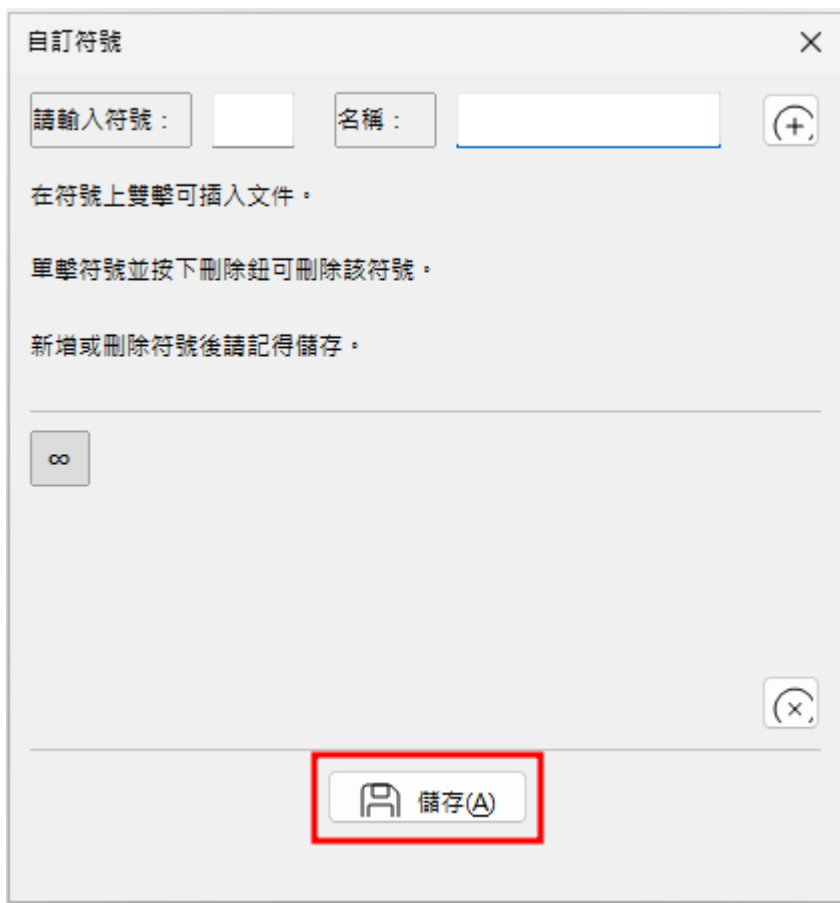 自訂符號
請輸入符號： 名稱：
在符號上雙擊可插入文件。
單擊符號並按下刪除鈕可刪除該符號。
新增或刪除符號後請記得儲存。
∞
儲存(A)